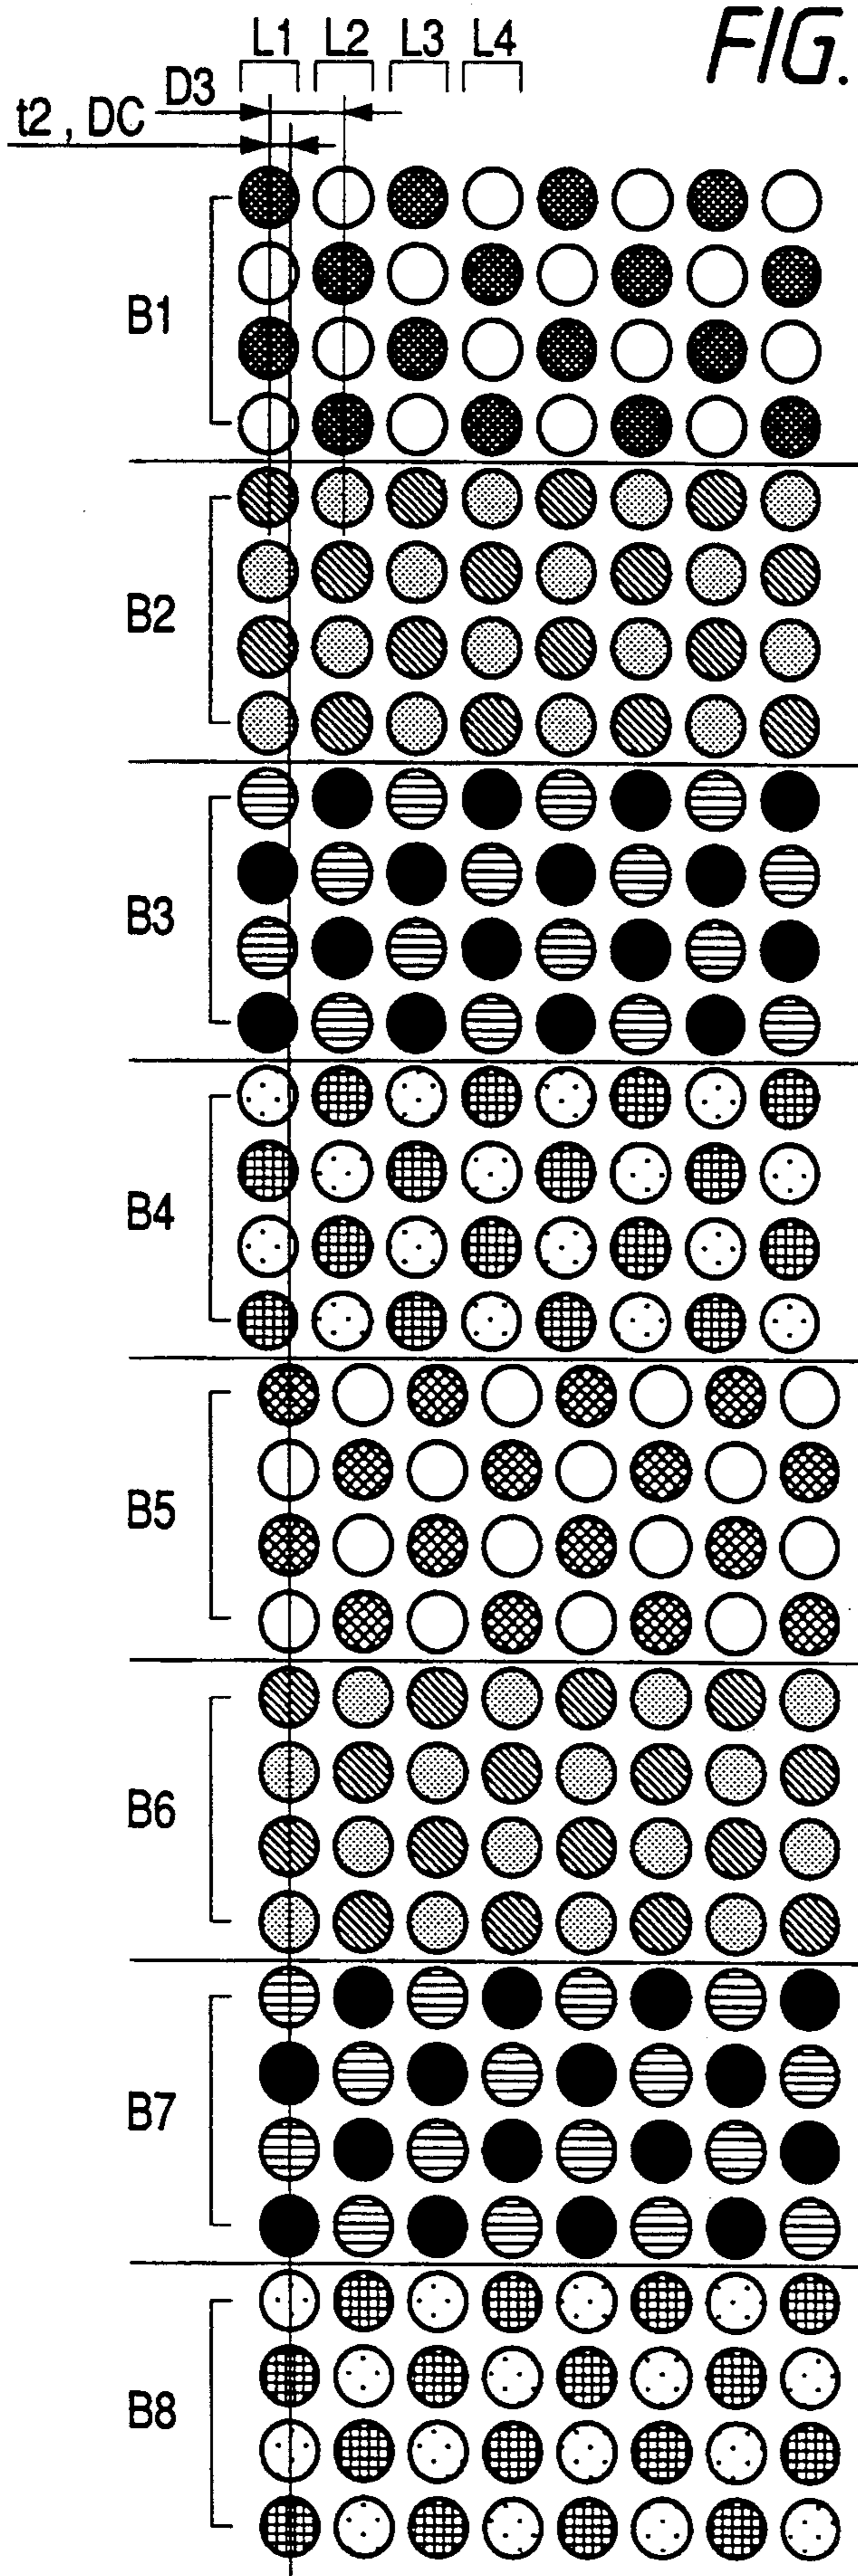 FIG.
L1 L2 L3 L4
D3
t2, DC
B1
B2
B3
B4
B5
B6
B7
B8